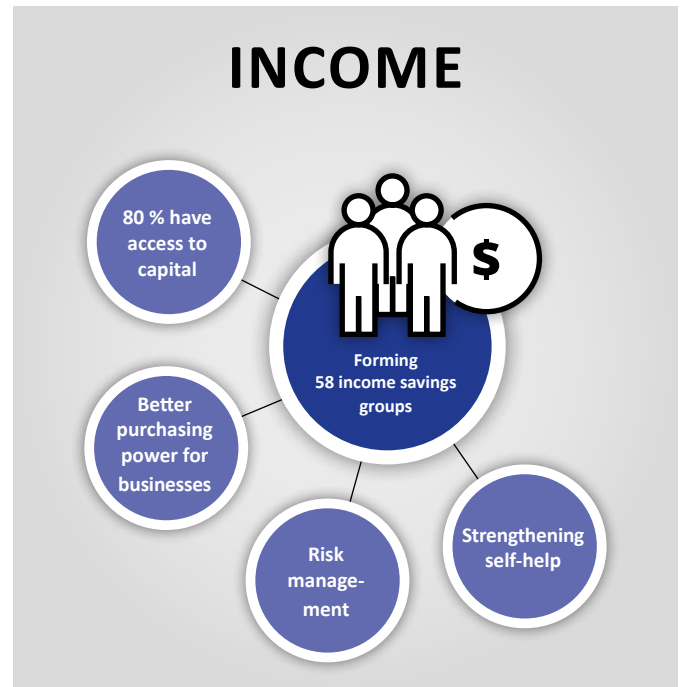 INCOME
80 % have
access to
capital
$
Forming
58 income savings
groups
Better
purchasing
power for
businesses
Risk
manage-
ment
Strengthening
self-help